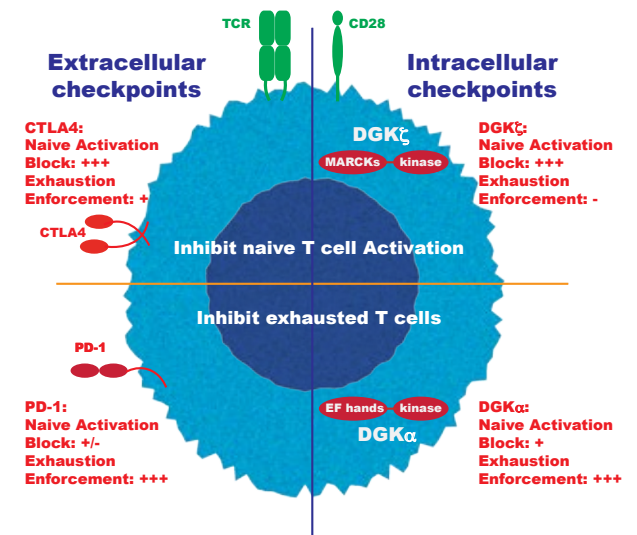 TCR
CD28
Extracellular
checkpoints
Intracellular
checkpoints
CTLA4:
Naive Activation
Block: +++
Exhaustion
Enforcement: +
CTLA4
DGKζ
MARCKs
kinase
DGKζ:
Naive Activation
Block: +++
Exhaustion
Enforcement: -
Inhibit naive T cell Activation
Inhibit exhausted T cells
PD-1
PD-1:
Naive Activation
Block: +/-
Exhaustion
Enforcement: +++
EF hands
kinase
DGKα
DGKα:
Naive Activation
Block: +
Exhaustion
Enforcement: +++